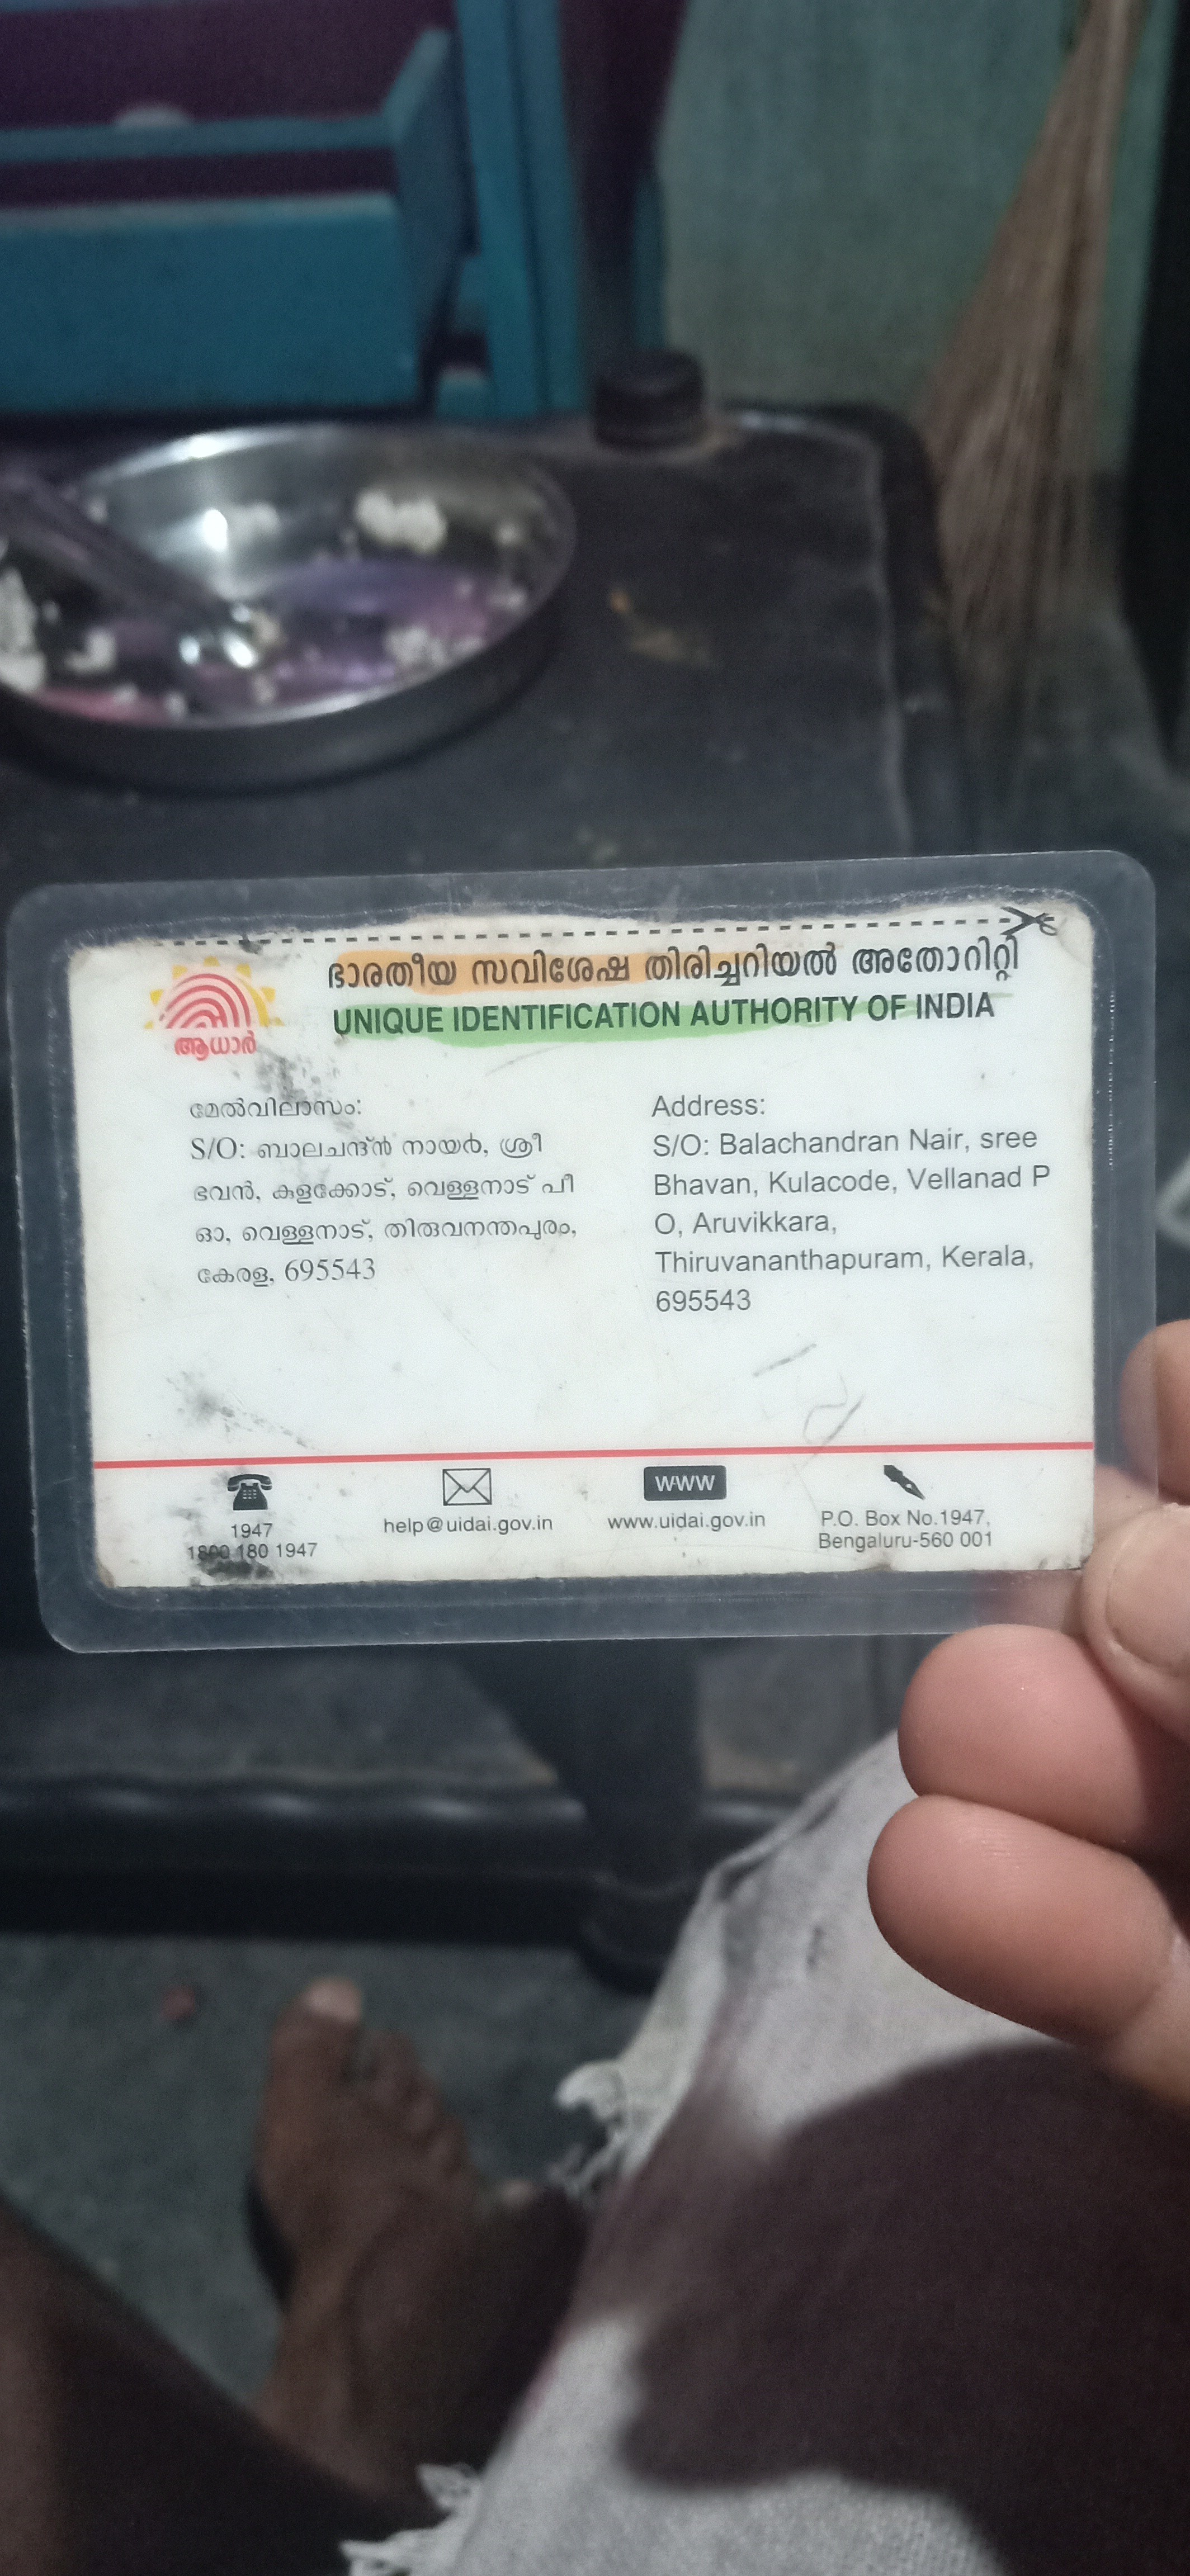 ഭാരതീയ സവിശേഷ തിരിച്ചറിയൽ അതോറിറ്റി
UNIQUE IDENTIFICATION AUTHORITY OF INDIA
ആധാർ
മേൽവിലാസം:
S/O: ബാലചന്ദ്രൻ നായർ, ശ്രീ
ഭവൻ, കുളക്കോട്, വെള്ളനാട് പീ
ഓ, വെള്ളനാട്, തിരുവനന്തപുരം,
കേരള, 695543
Address:
S/O: Balachandran Nair, sree
Bhavan, Kulacode, Vellanad P
O, Aruvikkara,
Thiruvananthapuram, Kerala,
695543
1947
1800 180 1947
help@uidai.gov.in
www
www.uidai.gov.in
P.O. Box No.1947,
Bengaluru-560 001